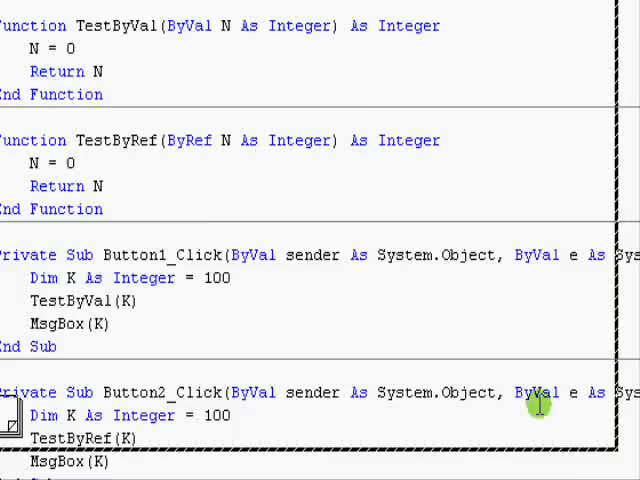 unction TestByVal(ByVal N As Integer) As Integer
N = 0
Return N
nd Function
unction TestByRef(ByRef N As Integer) As Integer
N = 0
Return N
nd Function
rivate Sub Button1_Click(ByVal sender As System.Object, ByVal e As Sys
Dim K As Integer = 100
TestByVal(K)
MsgBox(K)
nd Sub
rivate Sub Button2_Click(ByVal sender As System.Object, ByVal e As Sys
Dim K As Integer = 100
TestByRef(K)
MsgBox(K)